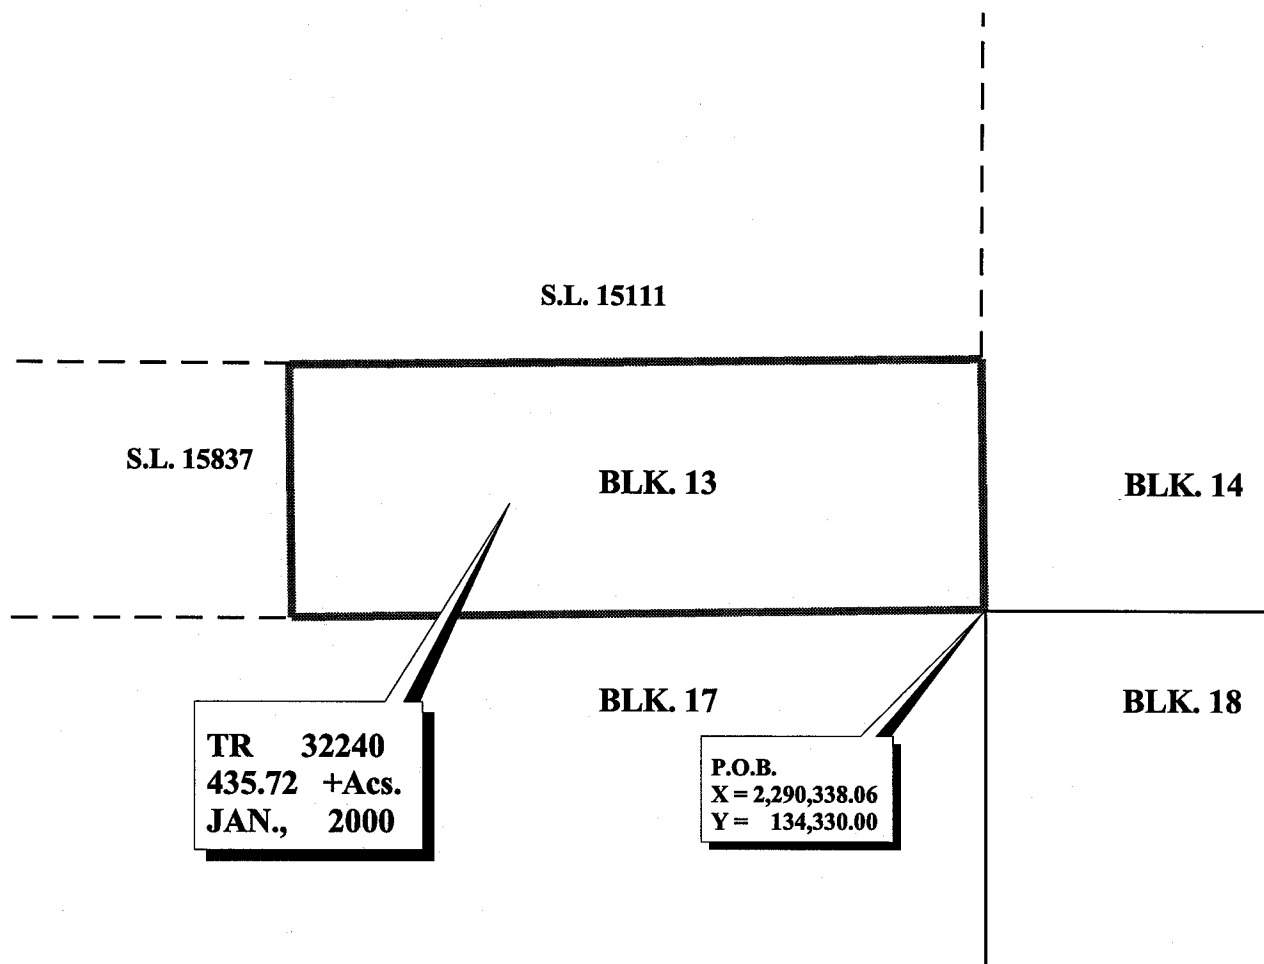 S.L. 15111
S.L. 15837
BLK. 13
BLK. 14
BLK. 17
BLK. 18
TR 32240
435.72 +Acs.
JAN., 2000
P.O.B.
X = 2,290,338.06
Y = 134,330.00